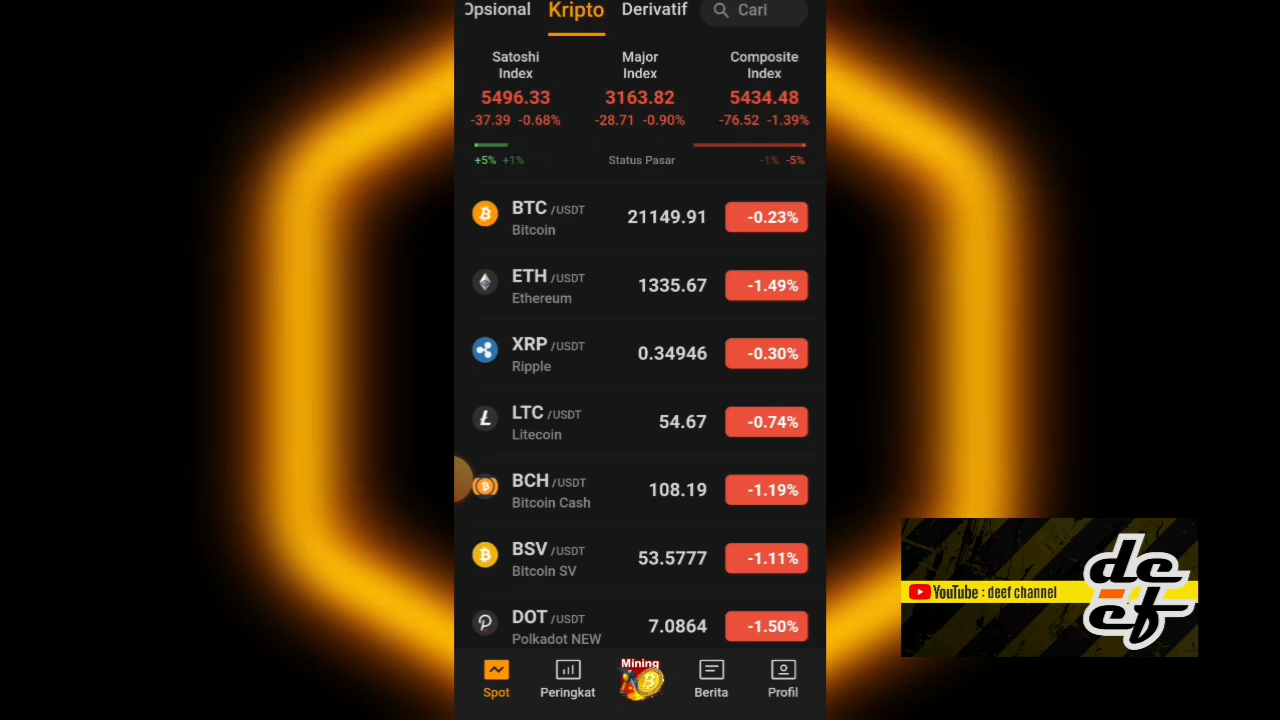 Opsional Kripto Derivatif Cari
Satoshi
Index
5496.33
-37.39 -0.68%
Major
Index
3163.82
-28.71 -0.90%
Composite
Index
5434.48
-76.52 -1.39%
+5% +1% Status Pasar -1% -5%
BTC /USDT
Bitcoin
21149.91
-0.23%
ETH /USDT
Ethereum
1335.67
-1.49%
XRP /USDT
Ripple
0.34946
-0.30%
LTC /USDT
Litecoin
54.67
-0.74%
BCH /USDT
Bitcoin Cash
108.19
-1.19%
BSV /USDT
Bitcoin SV
53.5777
-1.11%
DOT /USDT
Polkadot NEW
7.0864
-1.50%
Spot
Peringkat
Mining
Berita
Profil
YouTube : deef channel
de
ef